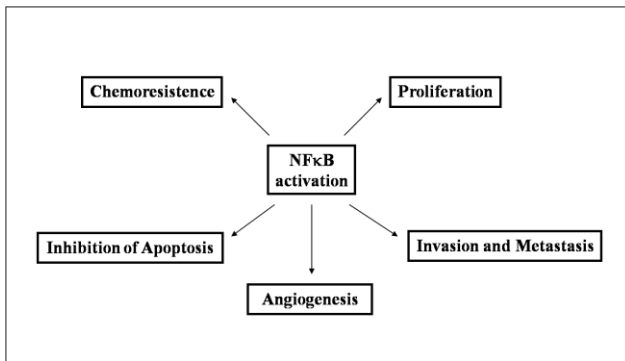 Chemoresistence
Proliferation
NFκB
activation
Inhibition of Apoptosis
Invasion and Metastasis
Angiogenesis